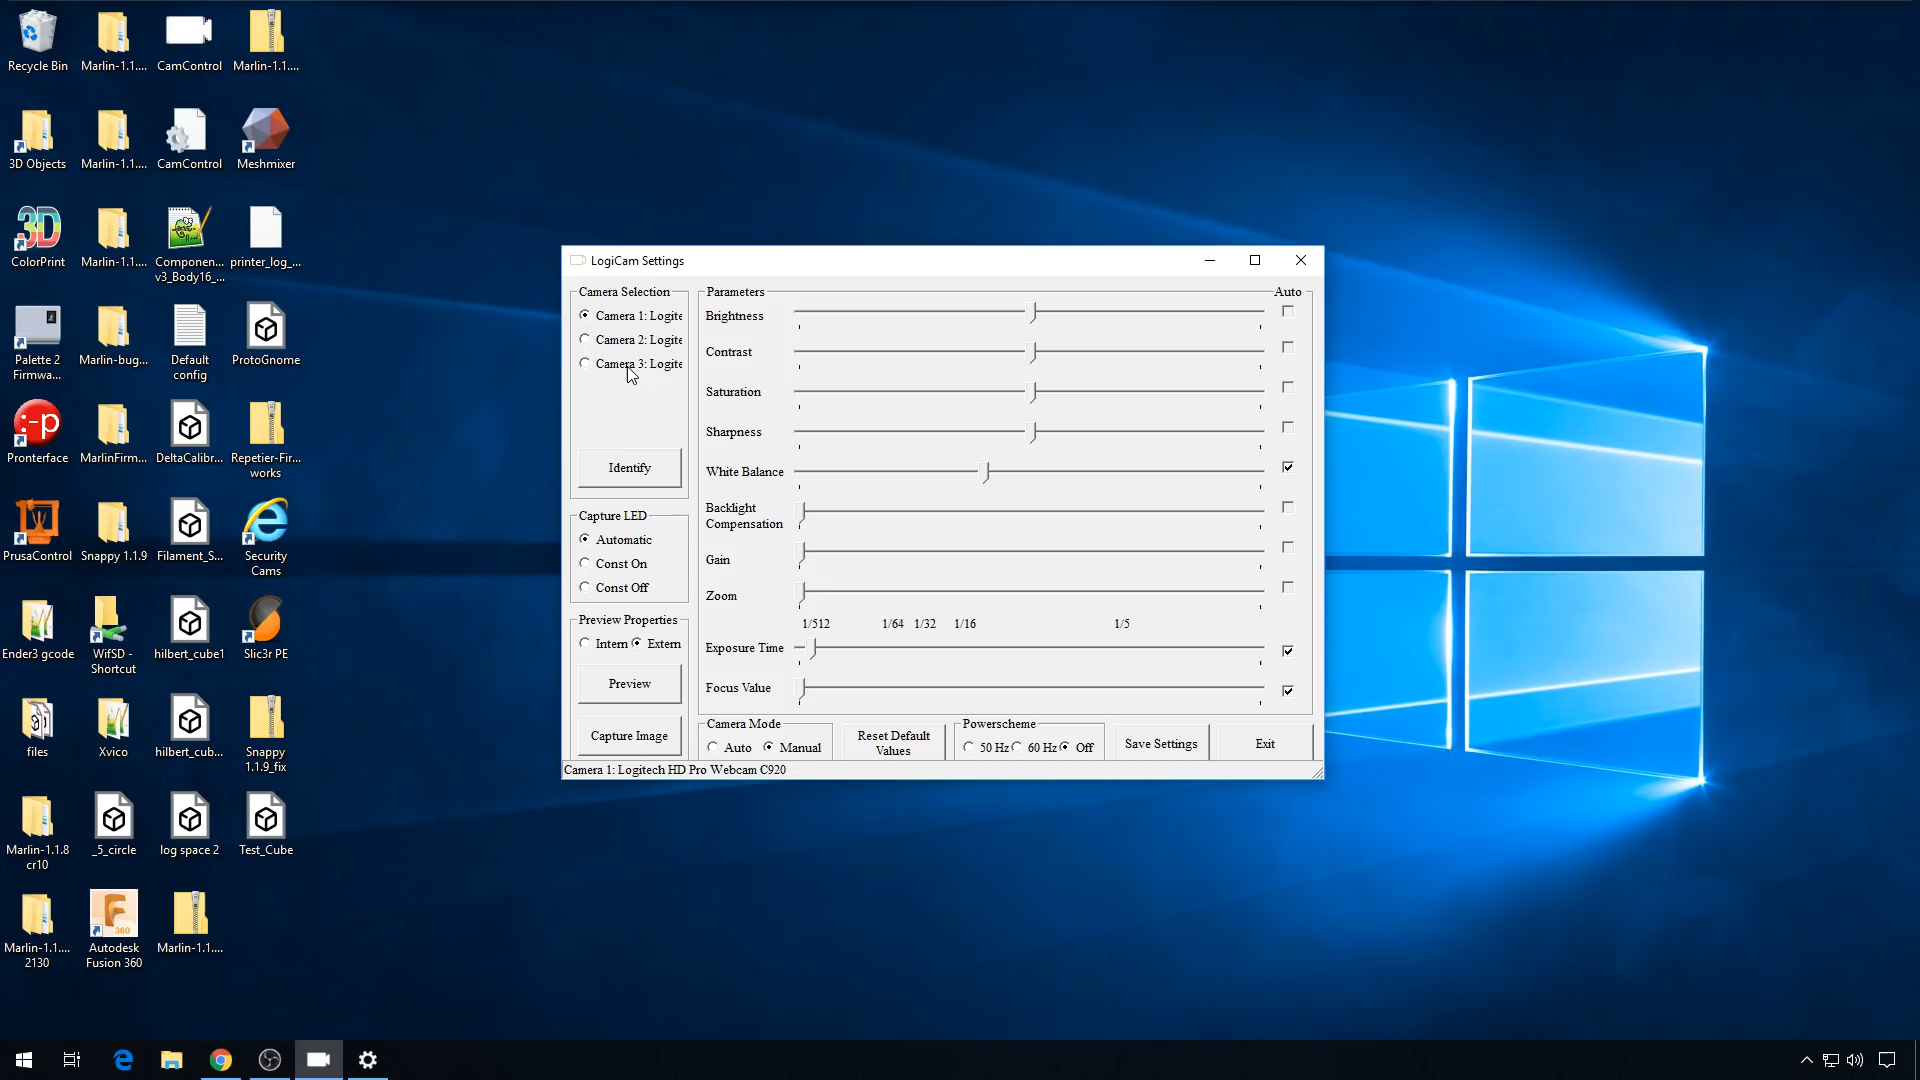 Recycle Bin
Marlin-1.1....
CamControl
Marlin-1.1....
3D Objects
Marlin-1.1....
CamControl
Meshmixer
3D
ColorPrint
Marlin-1.1....
Componen...
v3_Body16_...
printer_log_...
Palette 2
Firmwa...
Marlin-bug...
Default
config
ProtoGnome
:-p
Pronterface
MarlinFirm...
DeltaCalibr...
Repetier-Fir...
works
PrusaControl
Snappy 1.1.9
Filament_S...
Security
Cams
Ender3 gcode
WifSD -
Shortcut
hilbert_cube1
Slic3r PE
files
Xvico
hilbert_cub...
Snappy
1.1.9_fix
Marlin-1.1.8
cr10
_5_circle
log space 2
Test_Cube
Marlin-1.1....
2130
F
360
Autodesk
Fusion 360
Marlin-1.1....
LogiCam Settings
Camera Selection
Camera 1: Logite
Camera 2: Logite
Camera 3: Logite
Identify
Capture LED
Automatic
Const On
Const Off
Preview Properties
Intern
Extern
Preview
Capture Image
Parameters
Auto
Brightness
Contrast
Saturation
Sharpness
White Balance
Backlight
Compensation
Gain
Zoom
1/512 1/64 1/32 1/16 1/5
Exposure Time
Focus Value
Camera Mode
Auto
Manual
Reset Default
Values
Powerscheme
50 Hz
60 Hz
Off
Save Settings
Exit
Camera 1: Logitech HD Pro Webcam C920